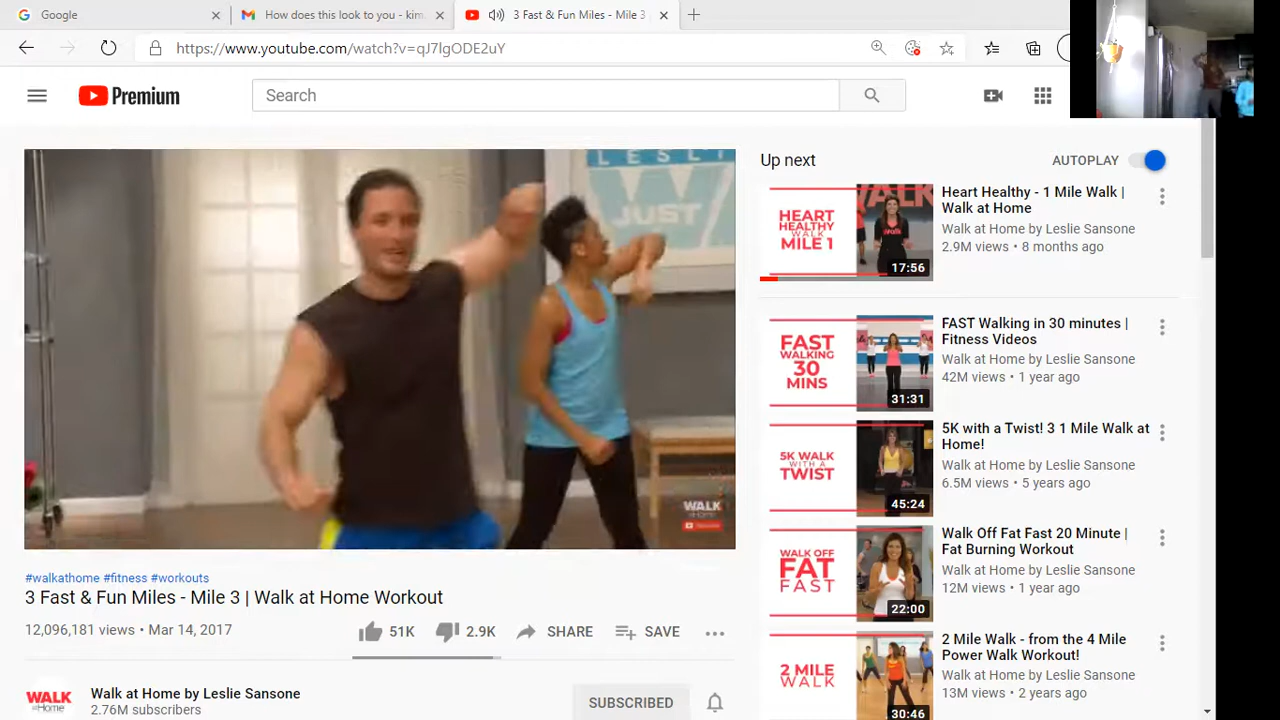 Google
How does this look to you - kim.
3 Fast & Fun Miles - Mile 3
https://www.youtube.com/watch?v=qJ7lgODE2uY
Premium
Search
LESLI
W
JUST
WALK
at HOME
#walkathome #fitness #workouts
3 Fast & Fun Miles - Mile 3 | Walk at Home Workout
12,096,181 views • Mar 14, 2017
51K
2.9K
SHARE
SAVE
WALK
at Home
Walk at Home by Leslie Sansone
2.76M subscribers
SUBSCRIBED
Up next
AUTOPLAY
HEART
HEALTHY
WALK
MILE 1
WALK
Walk
17:56
Heart Healthy - 1 Mile Walk |
Walk at Home
Walk at Home by Leslie Sansone
2.9M views • 8 months ago
FAST
WALKING
30
MINS
31:31
FAST Walking in 30 minutes |
Fitness Videos
Walk at Home by Leslie Sansone
42M views • 1 year ago
5K WALK
WITH A
TWIST
45:24
5K with a Twist! 3 1 Mile Walk at
Home!
Walk at Home by Leslie Sansone
6.5M views • 5 years ago
WALK OFF
FAT
FAST
22:00
Walk Off Fat Fast 20 Minute |
Fat Burning Workout
Walk at Home by Leslie Sansone
12M views • 1 year ago
2 MILE
WALK
30:46
2 Mile Walk - from the 4 Mile
Power Walk Workout!
Walk at Home by Leslie Sansone
13M views • 2 years ago